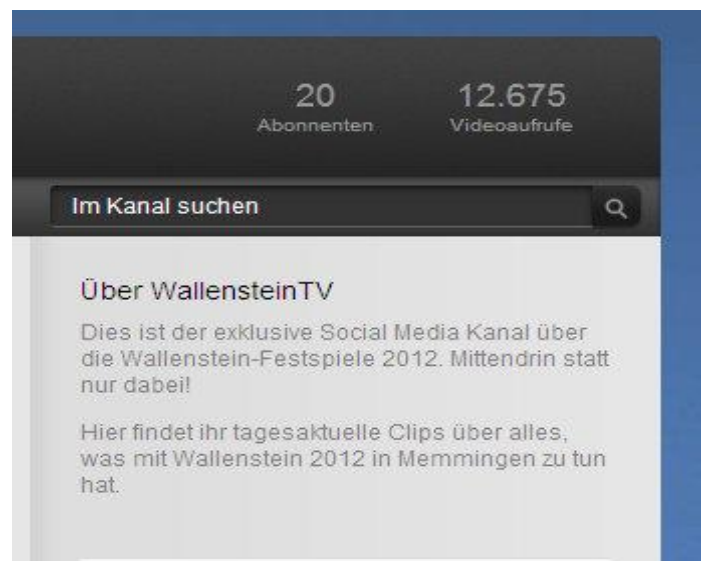 20
Abonnenten
12.675
Videoaufrufe
Im Kanal suchen
Über WallensteinTV
Dies ist der exklusive Social Media Kanal über
die Wallenstein-Festspiele 2012. Mittendrin statt
nur dabei!
Hier findet ihr tagesaktuelle Clips über alles,
was mit Wallenstein 2012 in Memmingen zu tun
hat.